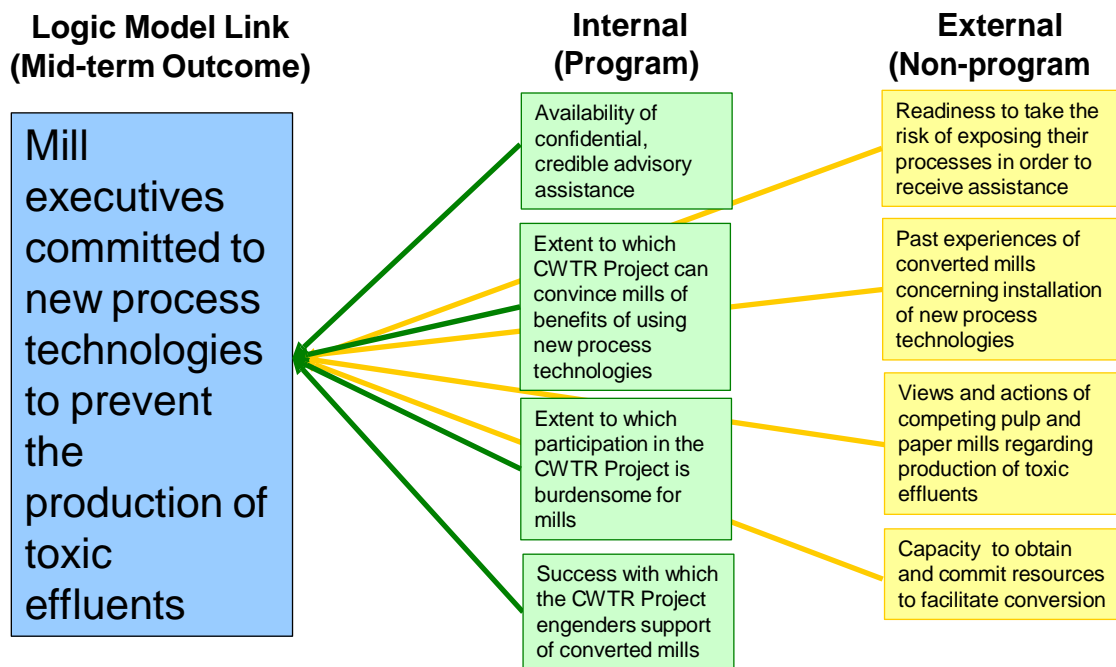 Logic Model Link
(Mid-term Outcome)
Mill
executives
committed to
new process
technologies
to prevent
the
production of
toxic
effluents
Internal
(Program)
Availability of
confidential,
credible advisory
assistance
Extent to which
CWTR Project can
convince mills of
benefits of using
new process
technologies
Extent to which
participation in the
CWTR Project is
burdensome for
mills
Success with which
the CWTR Project
engenders support
of converted mills
External
(Non-program
Readiness to take the
risk of exposing their
processes in order to
receive assistance
Past experiences of
converted mills
concerning installation
of new process
technologies
Views and actions of
competing pulp and
paper mills regarding
production of toxic
effluents
Capacity to obtain
and commit resources
to facilitate conversion